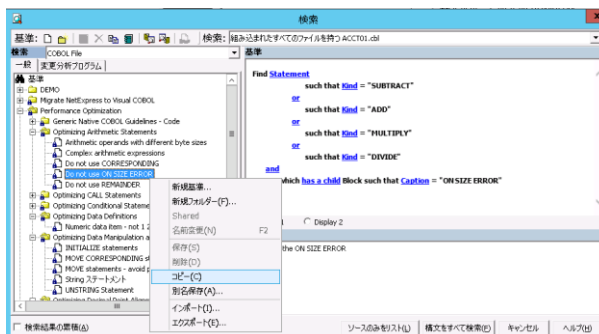 検索
基準:
検索:
組み込まれたすべてのファイルを持つ ACCT01.cbl
検索
COBOL File
基準
一般
変更分析プログラム
基準
DEMO
Migrate NetExpress to Visual COBOL
Performance Optimization
Generic Native COBOL Guidelines - Code
Optimizing Arithmetic Statements
Arithmetic operands with different byte sizes
Complex arithmetic expressions
Do not use CORRESPONDING
Do not use ON SIZE ERROR
Do not use REMAINDER
Optimizing CALL Statements
Optimizing Conditional Stateme
Optimizing Data Definitions
Numeric data item - not 1 2
Optimizing Data Manipulation a
INITIALIZE statements
MOVE CORRESPONDING st
MOVE statements - avoid p
String ステートメント
UNSTRING Statement
Optimizing Decimal Point Alignm
Find Statement
such that Kind = "SUBTRACT"
or
such that Kind = "ADD"
or
such that Kind = "MULTIPLY"
or
such that Kind = "DIVIDE"
and
which has a child Block such that Caption = "ON SIZE ERROR"
Display 2
the ON SIZE ERROR
新規基準...
新規フォルダー(F)...
Shared
名前変更(N) F2
保存(S)
削除(D)
コピー(C)
別名保存(A)...
インポート(I)...
エクスポート(E)...
検索結果の累積(A)
ソースのみをリスト(L)
構文をすべて検索(F)
キャンセル
ヘルプ(H)